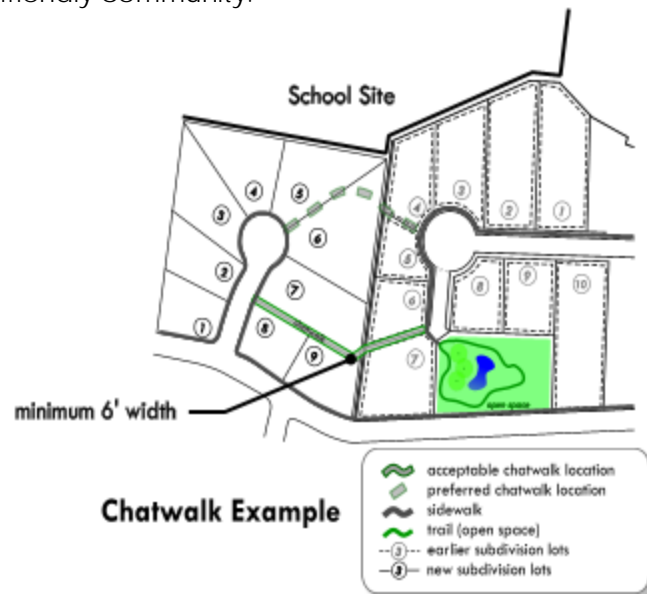 friendly community.
School Site
4
5
3
6
2
7
1
8
chatwalk
9
3
4
2
1
5
6
8
9
10
7
open space
minimum 6' width
Chatwalk Example
acceptable chatwalk location
preferred chatwalk location
sidewalk
trail (open space)
3 earlier subdivision lots
3 new subdivision lots